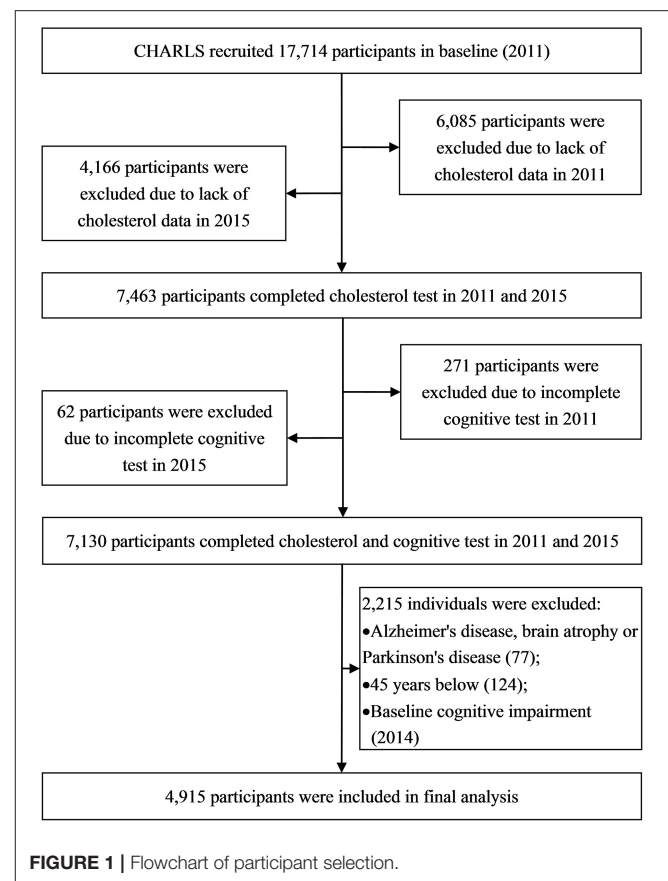 CHARLS recruited 17,714 participants in baseline (2011)
6,085 participants were
excluded due to lack of
cholesterol data in 2011
4,166 participants were
excluded due to lack of
cholesterol data in 2015
7,463 participants completed cholesterol test in 2011 and 2015
271 participants were
excluded due to incomplete
cognitive test in 2011
62 participants were excluded
due to incomplete cognitive
test in 2015
7,130 participants completed cholesterol and cognitive test in 2011 and 2015
2,215 individuals were excluded:
●Alzheimer's disease, brain atrophy or
Parkinson's disease (77);
●45 years below (124);
●Baseline cognitive impairment
(2014)
4,915 participants were included in final analysis
FIGURE 1 | Flowchart of participant selection.